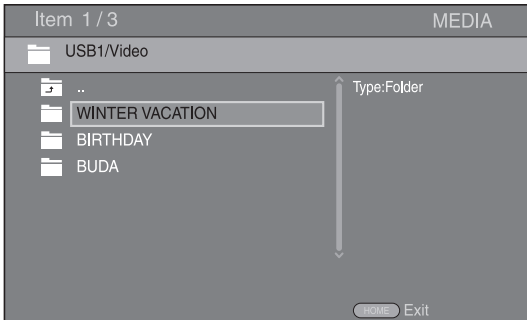 Item 1/3 MEDIA
USB1/Video
..
Type:Folder
WINTER VACATION
BIRTHDAY
BUDA
HOME Exit